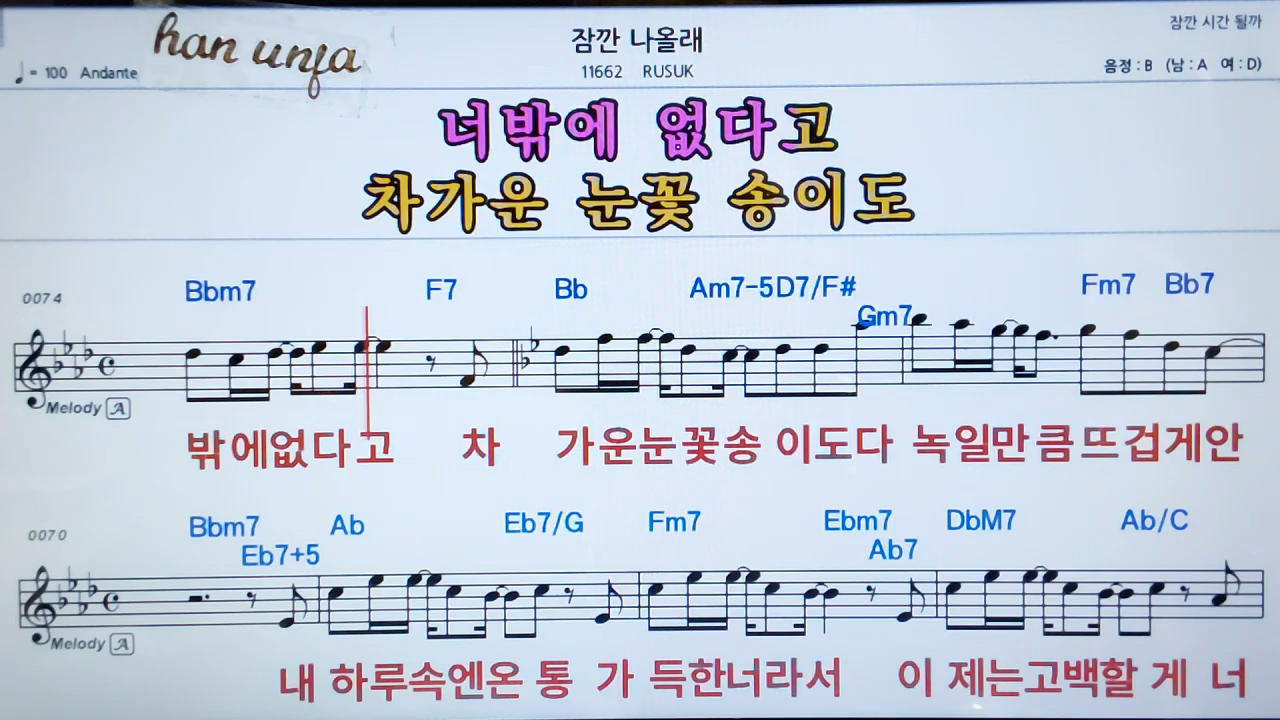 han unja
잠깐 시간 될까
잠깐 나올래
♩= 100 Andante
11662 RUSUK
음정 : B (남 : A 여 : D)
너밖에 없다고
차가운 눈꽃 송이도
0074
Bbm7 F7 Bb Am7-5 D7/F# Gm7 Fm7 Bb7
Melody A
밖에없다고 차 가운눈꽃송 이도다 녹일만큼뜨겁게안
0070
Bbm7 Eb7+5 Ab Eb7/G Fm7 Ebm7 Ab7 DbM7 Ab/C
Melody A
내 하루속엔온 통 가 득한너라서 이 제는고백할 게 너